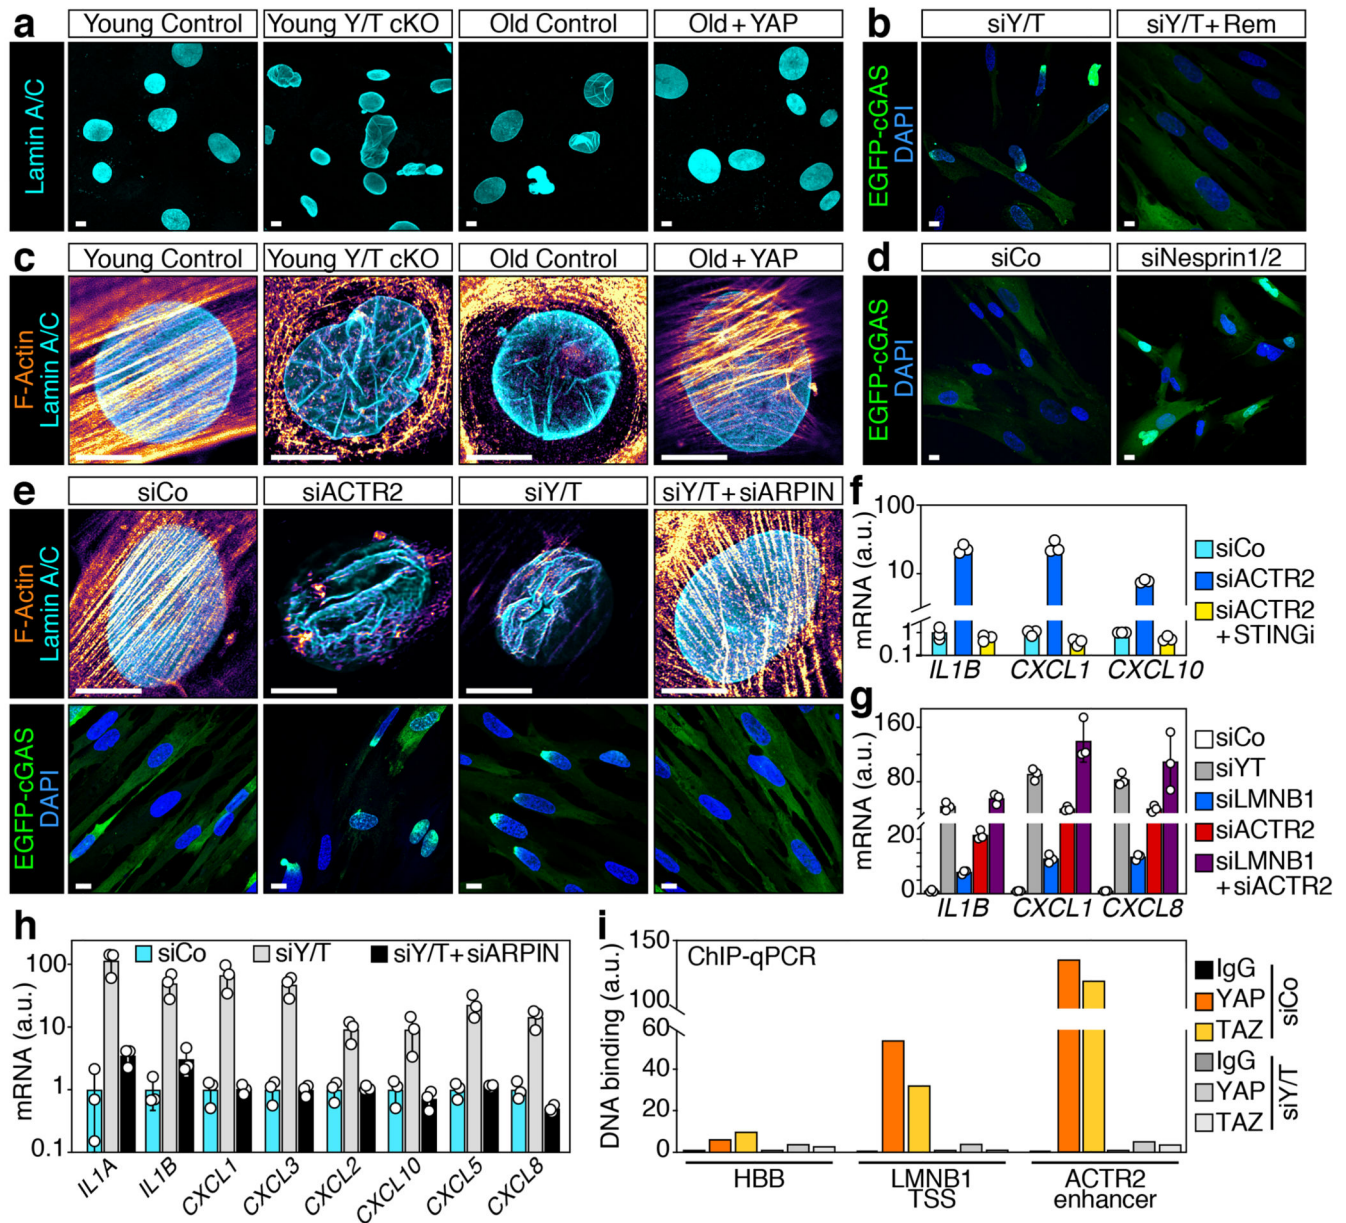 a
Young Control
Young Y/T cKO
Old Control
Old + YAP
Lamin A/C
b
siY/T
siY/T + Rem
EGFP-cGAS
DAPI
c
Young Control
Young Y/T cKO
Old Control
Old + YAP
F-Actin
Lamin A/C
d
siCo
siNesprin1/2
EGFP-cGAS
DAPI
e
siCo
siACTR2
siY/T
siY/T + siARPIN
F-Actin
Lamin A/C
EGFP-cGAS
DAPI
f
mRNA (a.u.)
100
10
1
0.1
IL1B
CXCL1
CXCL10
siCo
siACTR2
siACTR2
+ STINGi
g
mRNA (a.u.)
160
80
20
0
IL1B
CXCL1
CXCL8
siCo
siYT
siLMNB1
siACTR2
siLMNB1
+ siACTR2
h
mRNA (a.u.)
100
10
1
0.1
siCo
siY/T
siY/T + siARPIN
IL1A
IL1B
CXCL1
CXCL3
CXCL2
CXCL10
CXCL5
CXCL8
i
ChIP-qPCR
DNA binding (a.u.)
150
100
60
40
20
0
HBB
LMNB1
TSS
ACTR2
enhancer
IgG
YAP
TAZ
siCo
IgG
YAP
TAZ
siY/T